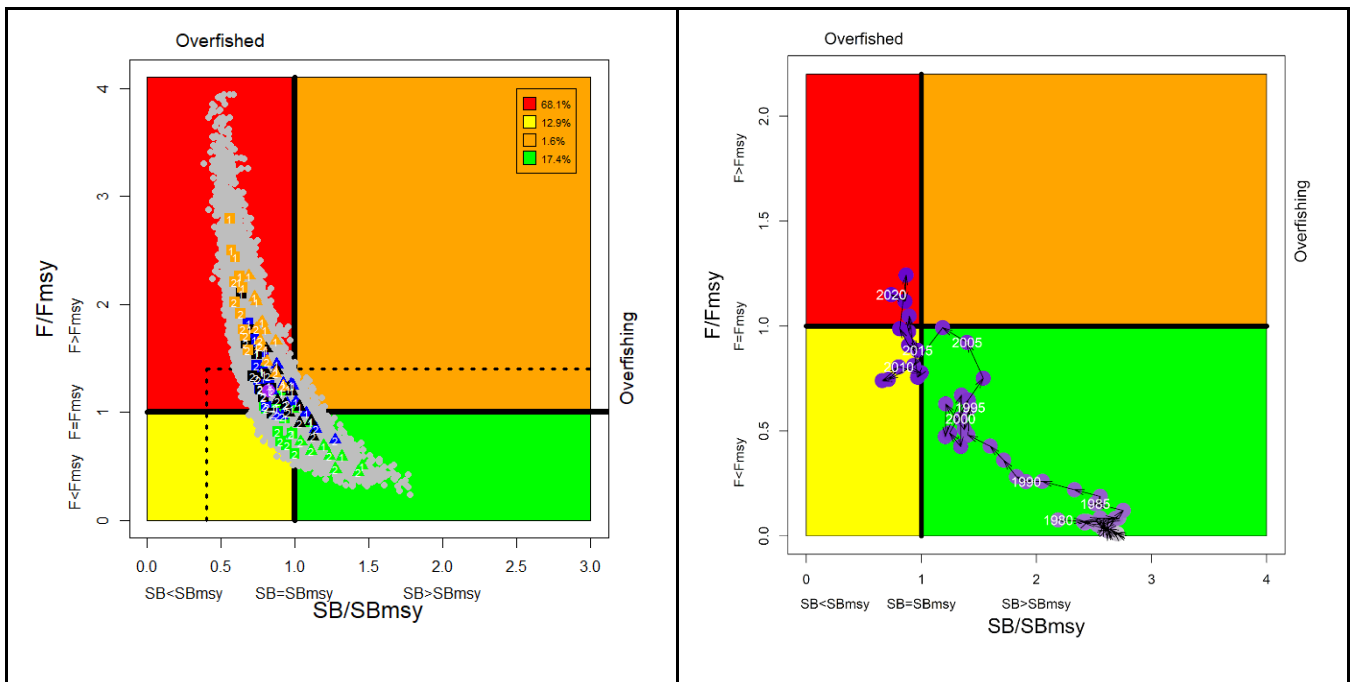 Overfished
4
3
2
1
0
F/Fmsy
F<Fmsy F=Fmsy F>Fmsy
68.1%
12.9%
1.6%
17.4%
Overfishing
0.0 0.5 1.0 1.5 2.0 2.5 3.0
SB<SBmsy SB=SBmsy SB>SBmsy
SB/SBmsy
Overfished
2.0
1.5
1.0
0.5
0.0
F/Fmsy
F<Fmsy F=Fmsy F>Fmsy
2020
2015
2010
2005
1995
2000
1990
1985
1980
Overfishing
0 1 2 3 4
SB<SBmsy SB=SBmsy SB>SBmsy
SB/SBmsy